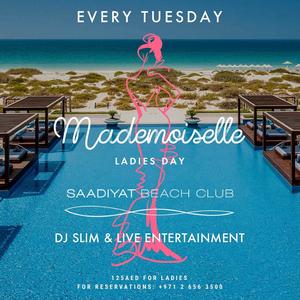 EVERY TUESDAY
Mademoiselle
LADIES DAY
SAADIYAT BEACH CLUB
DJ SLIM & LIVE ENTERTAINMENT
125AED FOR LADIES
FOR RESERVATIONS: +971 2 656 3500